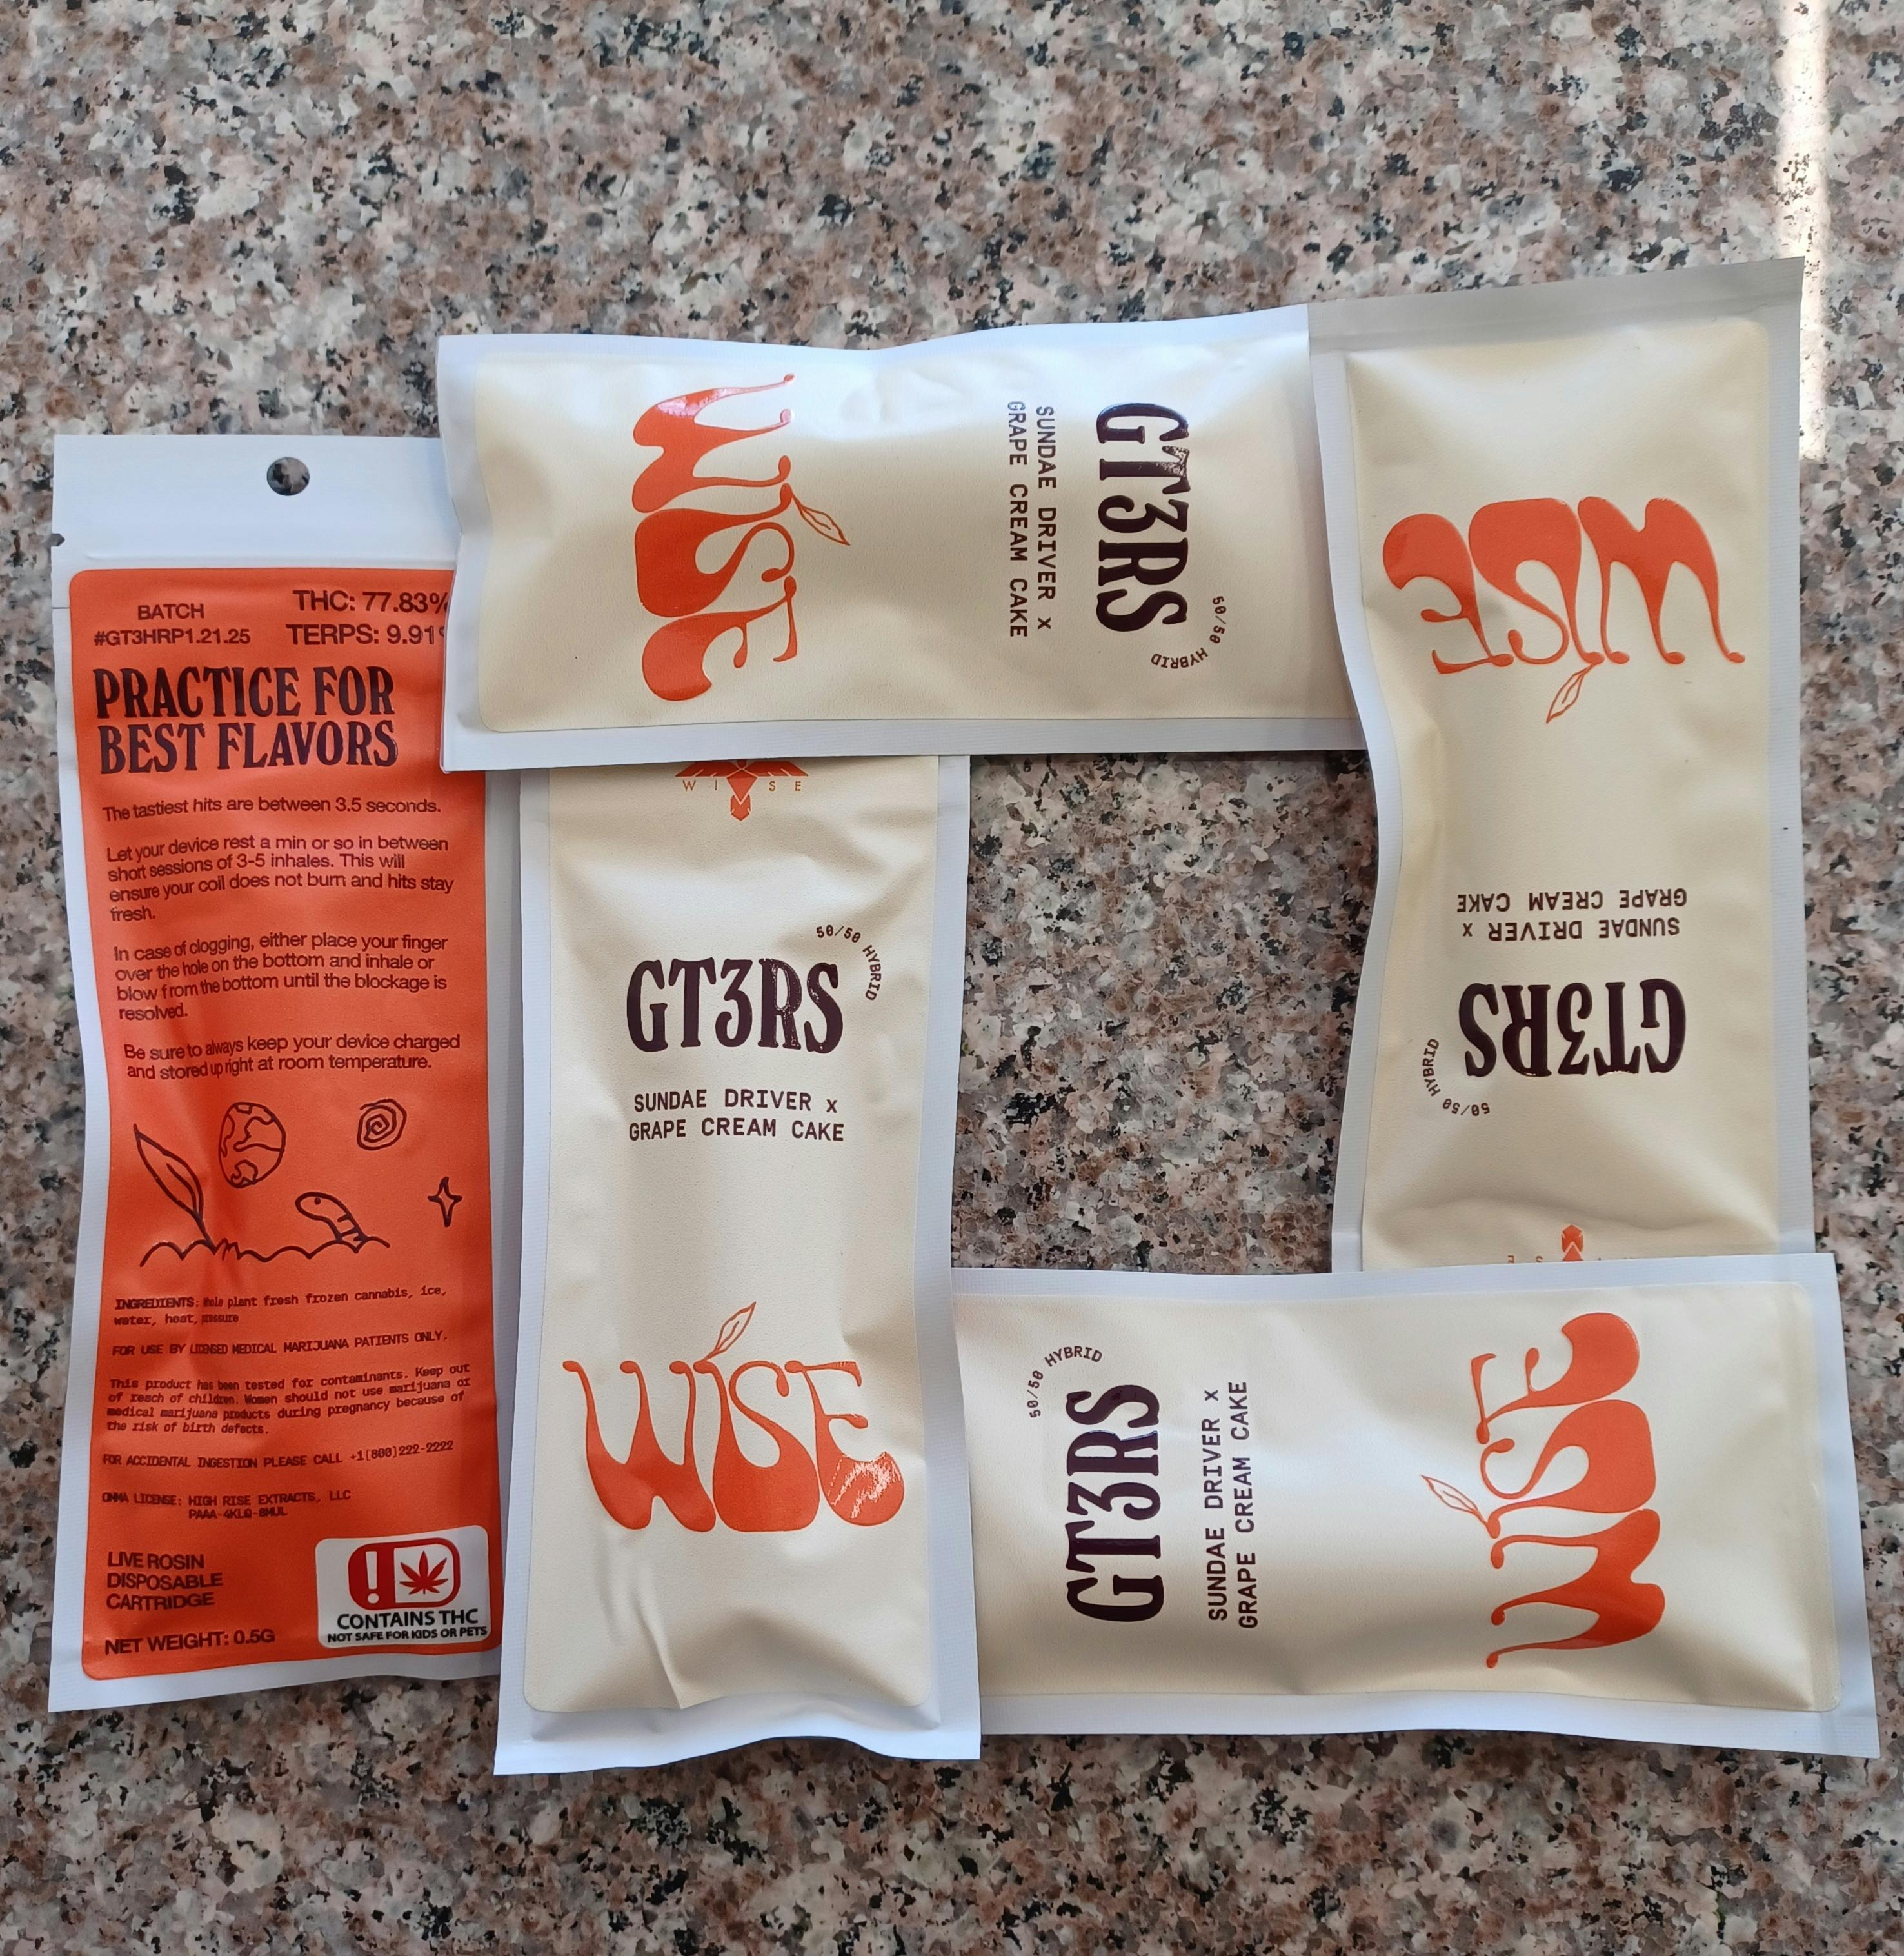 BATCH
#GT3HRP1.21.25
THC: 77.83%
TERPS: 9.91
PRACTICE FOR
BEST FLAVORS
The tastiest hits are between 3.5 seconds.
Let your device rest a min or so in between
short sessions of 3-5 inhales. This will
ensure your coil does not burn and hits stay
fresh.
In case of clogging, either place your finger
over the hole on the bottom and inhale or
blow from the bottom until the blockage is
resolved.
Be sure to always keep your device charged
and stored upright at room temperature.
INGREDIENTS: Whole plant fresh frozen cannabis, ice,
water, heat, pressure
FOR USE BY LICENSED MEDICAL MARIJUANA PATIENTS ONLY.
This product has been tested for contaminants. Keep out
of reach of children. Women should not use marijuana or
medical marijuana products during pregnancy because of
the risk of birth defects.
FOR ACCIDENTAL INGESTION PLEASE CALL +1(800)222-2222
OMMA LICENSE: HIGH RISE EXTRACTS, LLC
LIVE ROSIN
DISPOSABLE
CARTRIDGE
NET WEIGHT: 0.5G
CONTAINS THC
NOT SAFE FOR KIDS OR PETS
50/50 HYBRID
GT3RS
SUNDAE DRIVER x
GRAPE CREAM CAKE
WISE
WISE
50/50 HYBRID
GT3RS
SUNDAE DRIVER x
GRAPE CREAM CAKE
WISE
50/50 HYBRID
GT3RS
SUNDAE DRIVER x
GRAPE CREAM CAKE
WISE
50/50 HYBRID
GT3RS
SUNDAE DRIVER x
GRAPE CREAM CAKE
WISE